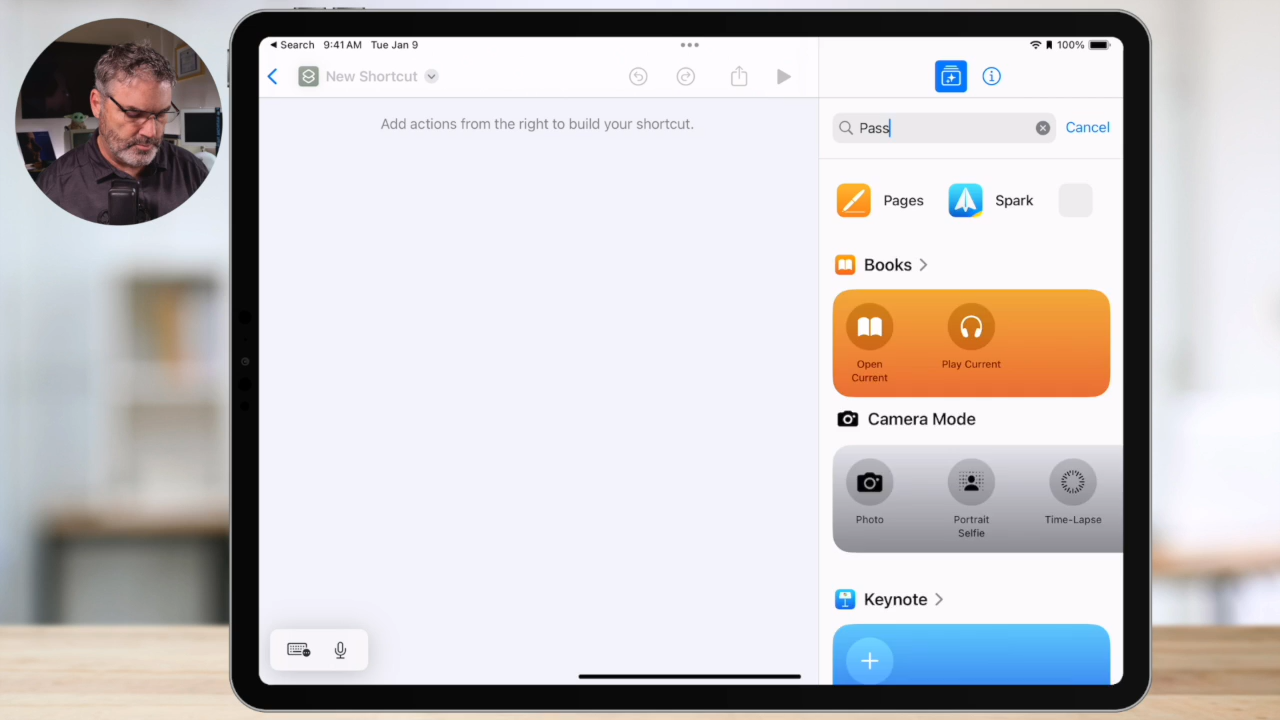 Search 9:41 AM Tue Jan 9
100%
New Shortcut
Add actions from the right to build your shortcut.
Pass
Cancel
Pages
Spark
Books
Open
Current
Play Current
Camera Mode
Photo
Portrait
Selfie
Time-Lapse
Keynote